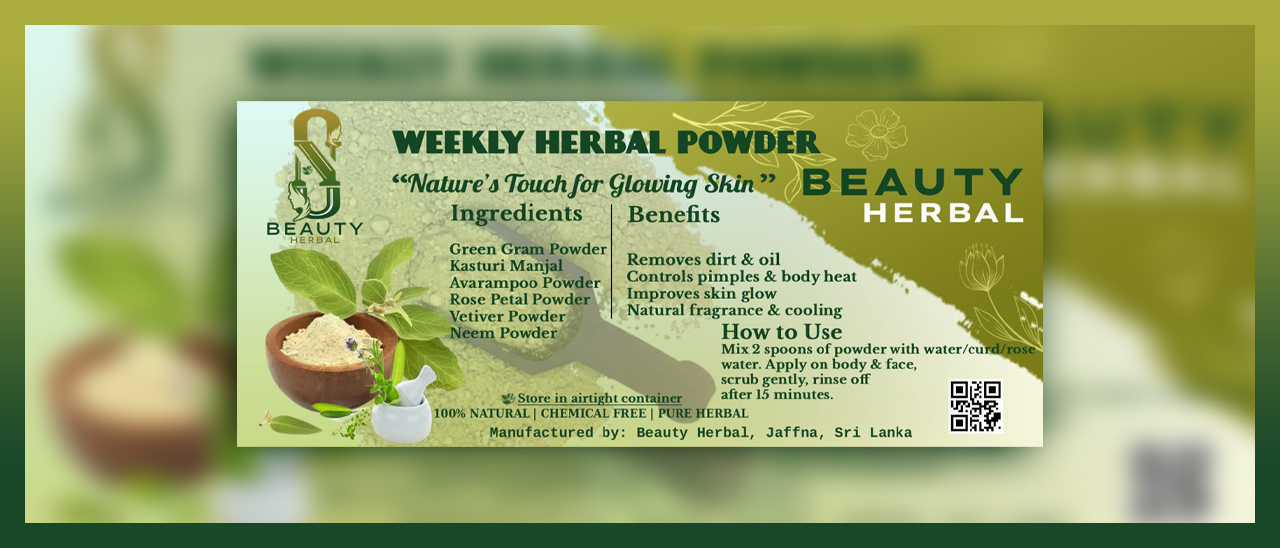 WEEKLY HERBAL POWDER
“Nature’s Touch for Glowing Skin”
BEAUTY
HERBAL
BEAUTY
HERBAL
Ingredients
Green Gram Powder
Kasturi Manjal
Avarampoo Powder
Rose Petal Powder
Vetiver Powder
Neem Powder
Benefits
Removes dirt & oil
Controls pimples & body heat
Improves skin glow
Natural fragrance & cooling
How to Use
Mix 2 spoons of powder with water/curd/rose
water. Apply on body & face,
scrub gently, rinse off
after 15 minutes.
Store in airtight container
100% NATURAL | CHEMICAL FREE | PURE HERBAL
Manufactured by: Beauty Herbal, Jaffna, Sri Lanka